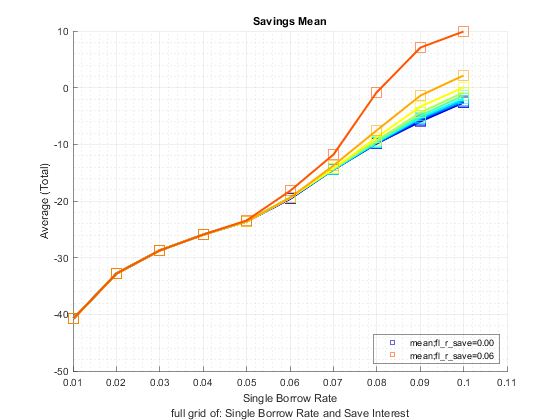 Savings Mean
Average (Total)
10
0
-10
-20
-30
-40
-50
0.01 0.02 0.03 0.04 0.05 0.06 0.07 0.08 0.09 0.1 0.11
mean;fl_r_save=0.00
mean;fl_r_save=0.06
Single Borrow Rate
full grid of: Single Borrow Rate and Save Interest